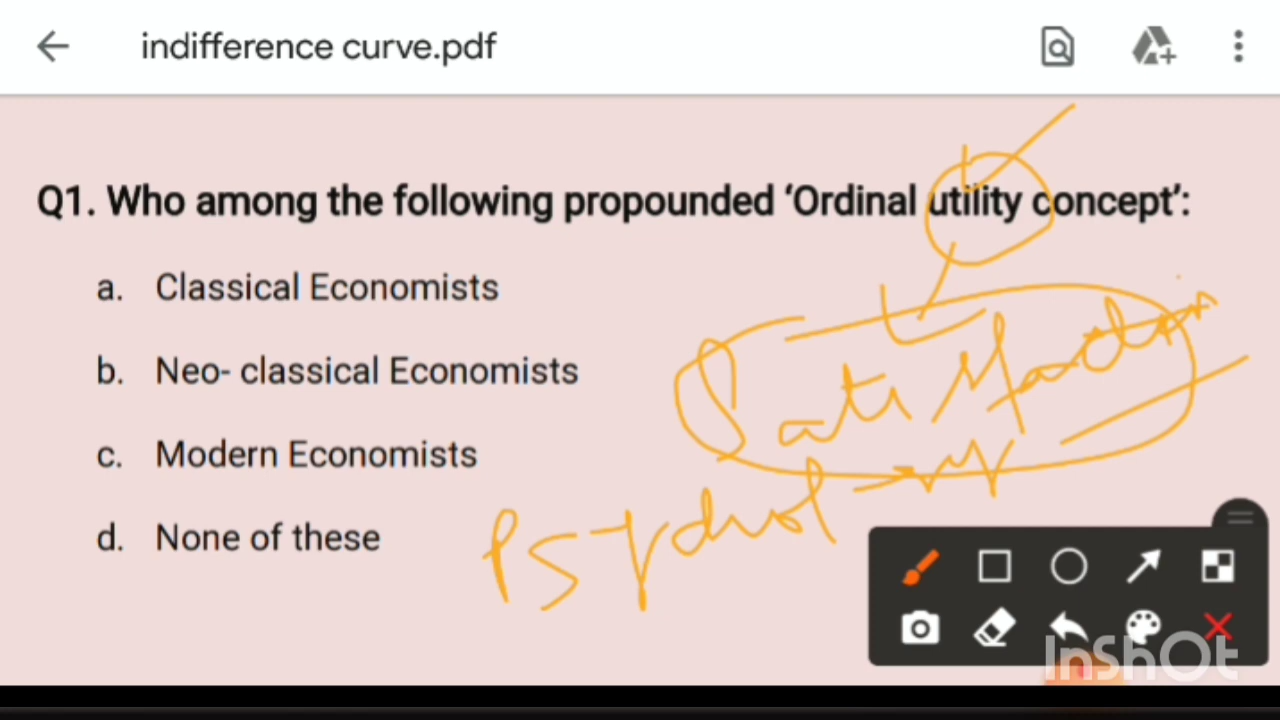 indifference curve.pdf
Q1. Who among the following propounded ‘Ordinal utility concept’:
a. Classical Economists
b. Neo- classical Economists
c. Modern Economists
d. None of these
InShOt